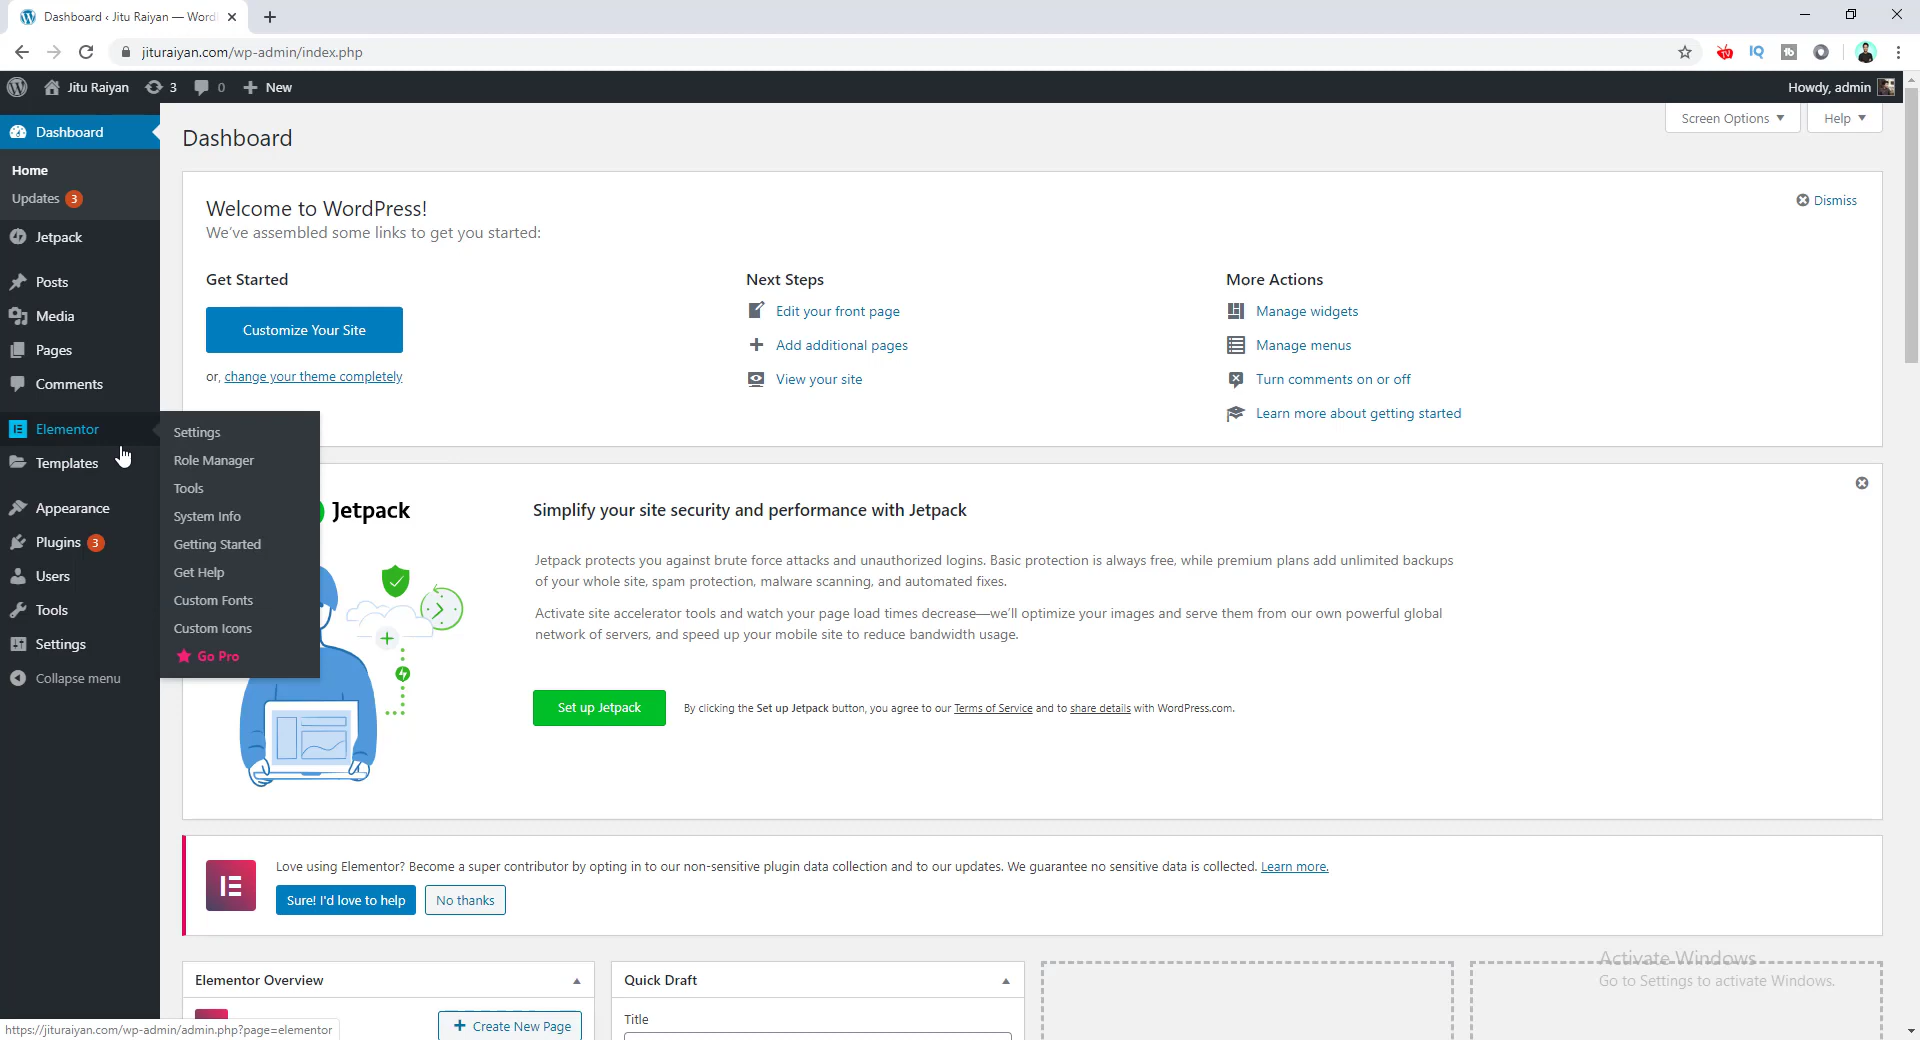 Dashboard ‹ Jitu Raiyan — Word
jituraiyan.com/wp-admin/index.php
IQ
tb
Jitu Raiyan
3
0
New
Howdy, admin
Dashboard
Home
Updates 3
Jetpack
Posts
Media
Pages
Comments
Elementor
Templates
Appearance
Plugins 3
Users
Tools
Settings
Collapse menu
Settings
Role Manager
Tools
System Info
Getting Started
Get Help
Custom Fonts
Custom Icons
Go Pro
Screen Options
Help
Dashboard
Welcome to WordPress!
We've assembled some links to get you started:
Dismiss
Get Started
Customize Your Site
or, change your theme completely
Next Steps
Edit your front page
Add additional pages
View your site
More Actions
Manage widgets
Manage menus
Turn comments on or off
Learn more about getting started
Jetpack
Simplify your site security and performance with Jetpack
Jetpack protects you against brute force attacks and unauthorized logins. Basic protection is always free, while premium plans add unlimited backups
of your whole site, spam protection, malware scanning, and automated fixes.
Activate site accelerator tools and watch your page load times decrease—we'll optimize your images and serve them from our own powerful global
network of servers, and speed up your mobile site to reduce bandwidth usage.
Set up Jetpack
By clicking the Set up Jetpack button, you agree to our Terms of Service and to share details with WordPress.com.
Love using Elementor? Become a super contributor by opting in to our non-sensitive plugin data collection and to our updates. We guarantee no sensitive data is collected. Learn more.
Sure! I'd love to help
No thanks
Elementor Overview
Create New Page
Quick Draft
Title
Activate Windows
Go to Settings to activate Windows.
https://jituraiyan.com/wp-admin/admin.php?page=elementor